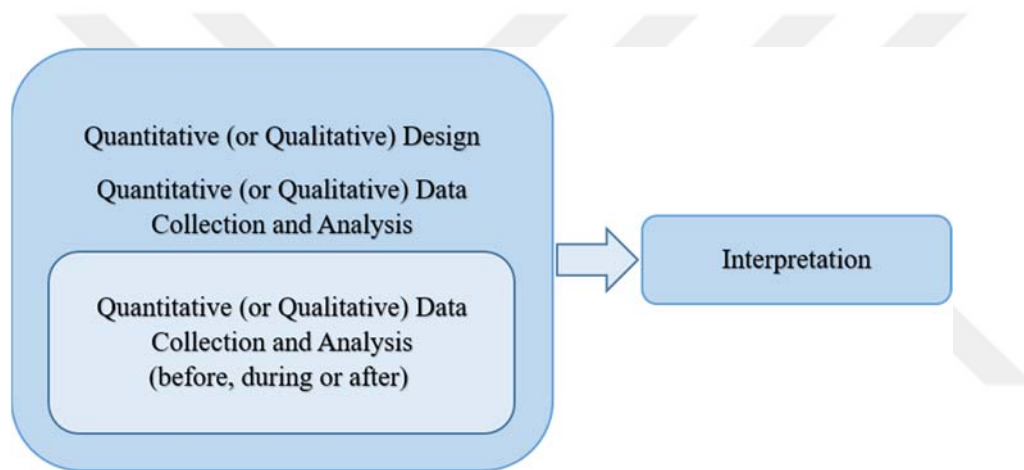 Quantitative (or Qualitative) Design
Quantitative (or Qualitative) Data
Collection and Analysis
Quantitative (or Qualitative) Data
Collection and Analysis
(before, during or after)
Interpretation